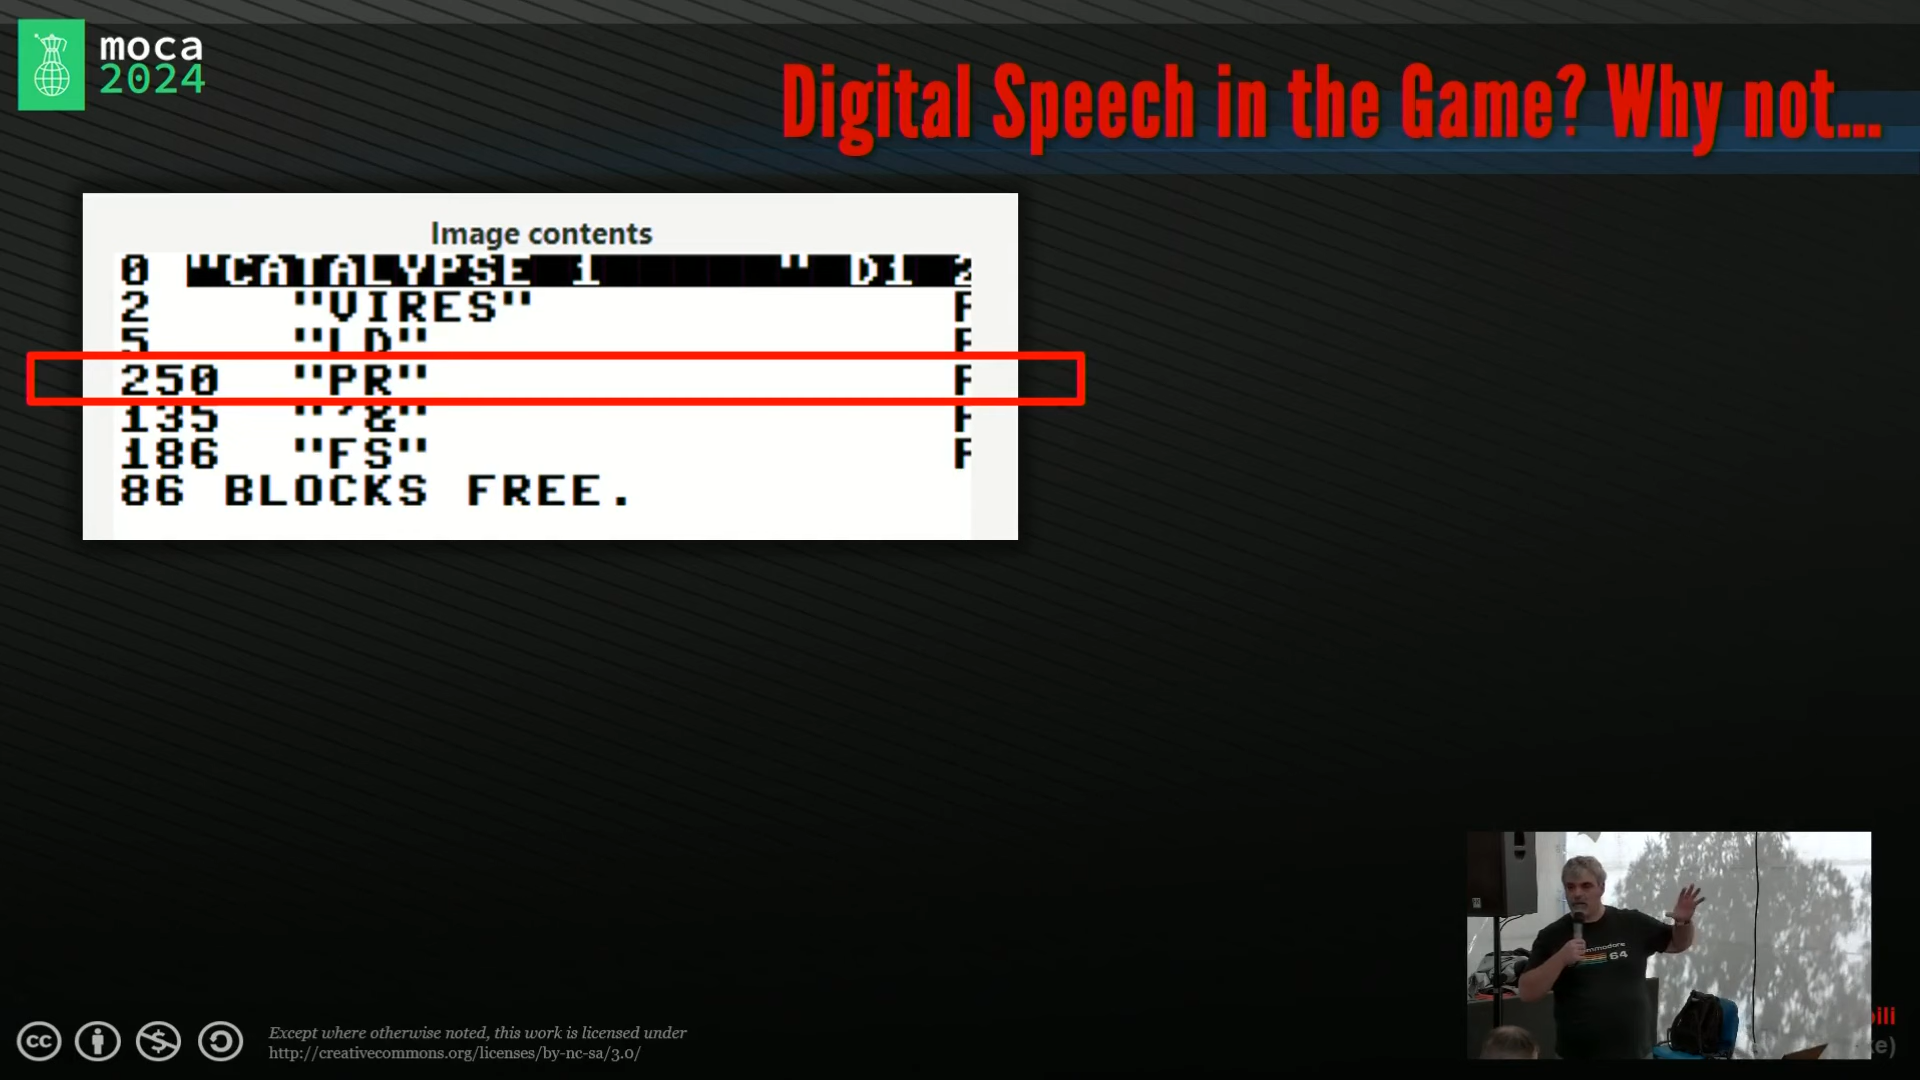 moca
2024
Digital Speech in the Game? Why not...
Image contents
0 "CATALYPSE 1 " D1 2
2 "VIRES" P
5 "LD" P
250 "PR" P
135 "'&" P
186 "FS" P
86 BLOCKS FREE.
commodore
64
Except where otherwise noted, this work is licensed under
http://creativecommons.org/licenses/by-nc-sa/3.0/